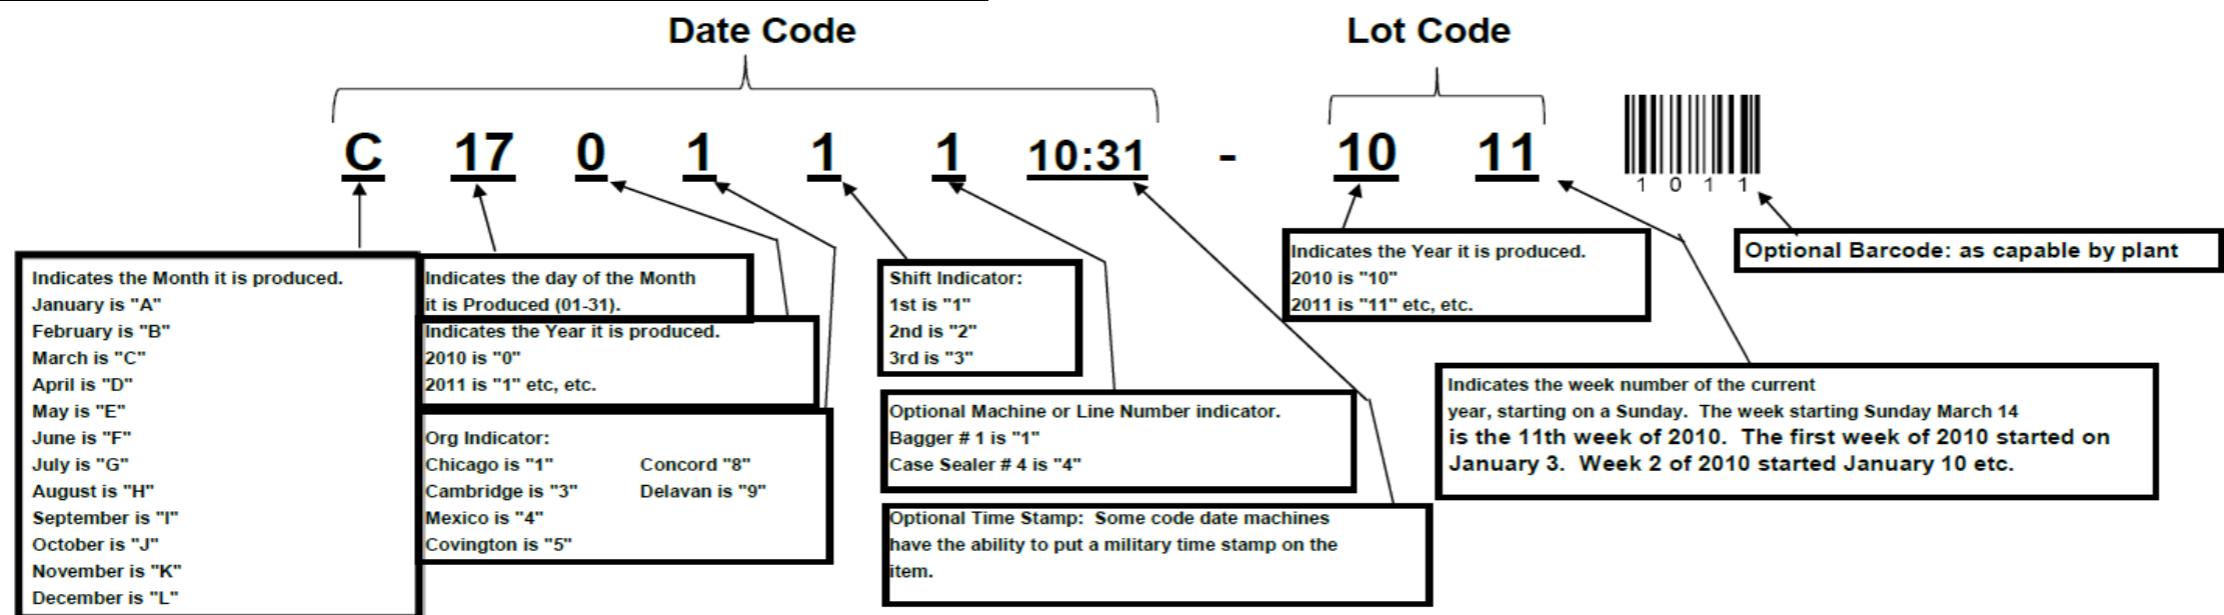 Date Code
Lot Code
C 17 0 1 1 1 10:31 - 10 11
1 0 1 1
Indicates the Month it is produced.
January is "A"
February is "B"
March is "C"
April is "D"
May is "E"
June is "F"
July is "G"
August is "H"
September is "I"
October is "J"
November is "K"
December is "L"
Indicates the day of the Month
it is Produced (01-31).
Indicates the Year it is produced.
2010 is "0"
2011 is "1" etc, etc.
Org Indicator:
Chicago is "1" Concord "8"
Cambridge is "3" Delavan is "9"
Mexico is "4"
Covington is "5"
Shift Indicator:
1st is "1"
2nd is "2"
3rd is "3"
Optional Machine or Line Number indicator.
Bagger # 1 is "1"
Case Sealer # 4 is "4"
Optional Time Stamp: Some code date machines
have the ability to put a military time stamp on the
item.
Indicates the Year it is produced.
2010 is "10"
2011 is "11" etc, etc.
Indicates the week number of the current
year, starting on a Sunday. The week starting Sunday March 14
is the 11th week of 2010. The first week of 2010 started on
January 3. Week 2 of 2010 started January 10 etc.
Optional Barcode: as capable by plant